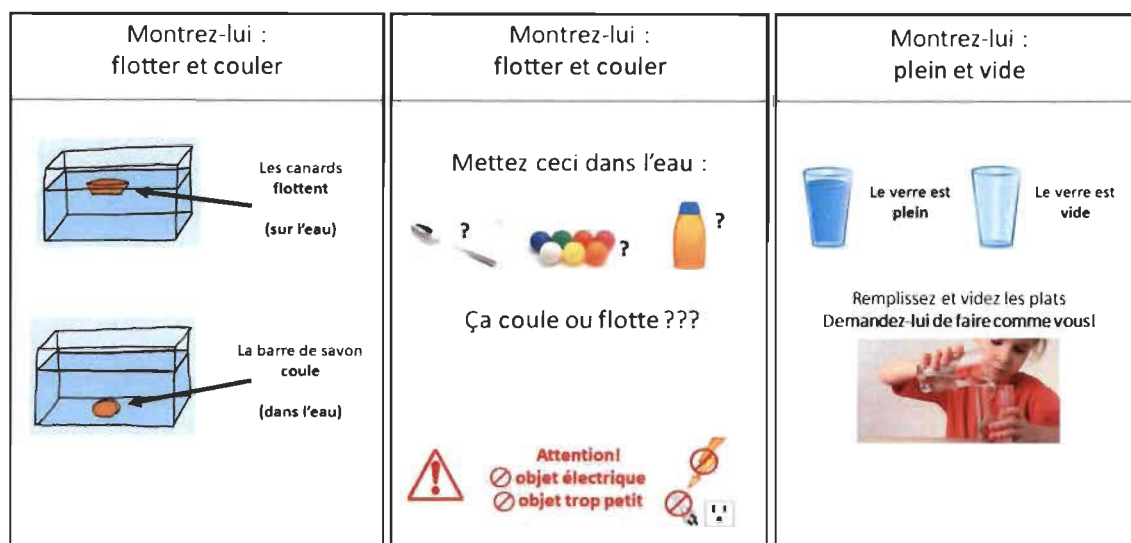 Montrez-lui :
flotter et couler
Les canards
flottent
(sur l'eau)
La barre de savon
coule
(dans l'eau)
Montrez-lui :
flotter et couler
Mettez ceci dans l'eau :
?
?
?
Ça coule ou flotte ???
Attention!
objet électrique
objet trop petit
Montrez-lui :
plein et vide
Le verre est
plein
Le verre est
vide
Remplissez et videz les plats
Demandez-lui de faire comme vous!